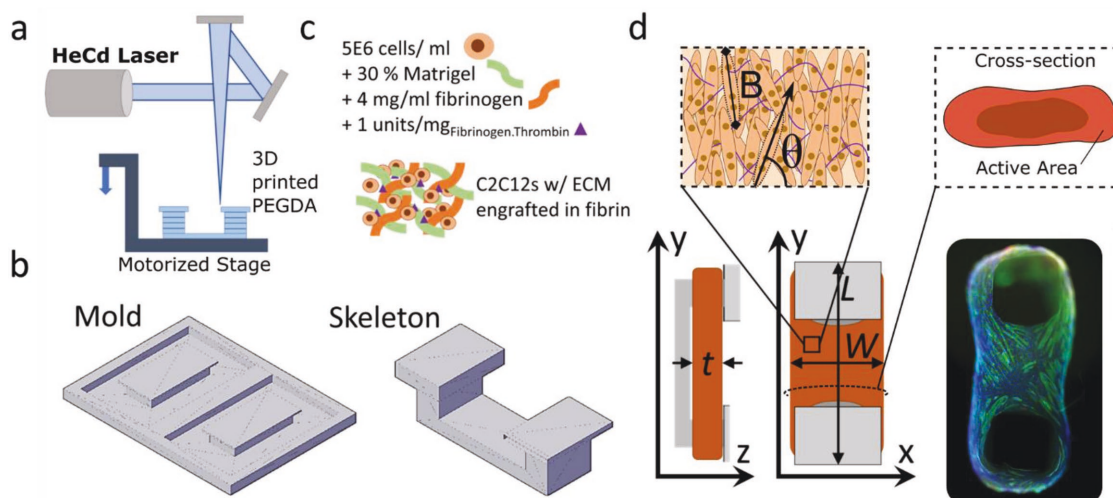 a
HeCd Laser
3D
printed
PEGDA
Motorized Stage
b
Mold
Skeleton
c
5E6 cells/ ml
+ 30 % Matrigel
+ 4 mg/ml fibrinogen
+ 1 units/mgFibrinogen.Thrombin
C2C12s w/ ECM
engrafted in fibrin
d
B
θ
Cross-section
Active Area
y
t
z
y
L
W
x